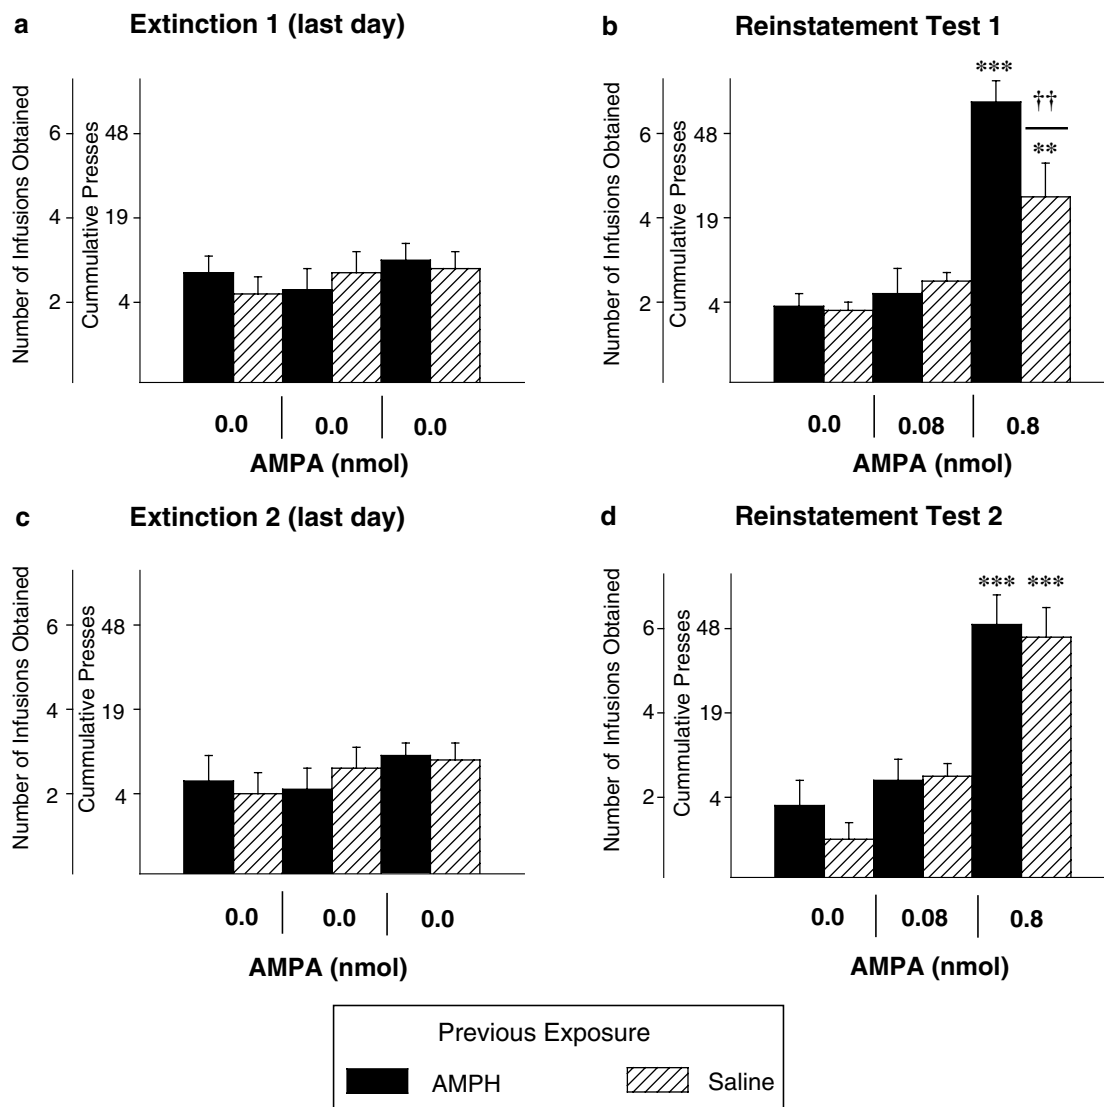 a Extinction 1 (last day)
Number of Infusions Obtained
6
4
2
Cummulative Presses
48
19
4
0.0 0.0 0.0
AMPA (nmol)
b Reinstatement Test 1
Number of Infusions Obtained
6
4
2
Cummulative Presses
48
19
4
***
††
**
0.0 0.08 0.8
AMPA (nmol)
c Extinction 2 (last day)
Number of Infusions Obtained
6
4
2
Cummulative Presses
48
19
4
0.0 0.0 0.0
AMPA (nmol)
d Reinstatement Test 2
Number of Infusions Obtained
6
4
2
Cummulative Presses
48
19
4
*** ***
0.0 0.08 0.8
AMPA (nmol)
Previous Exposure
AMPH Saline